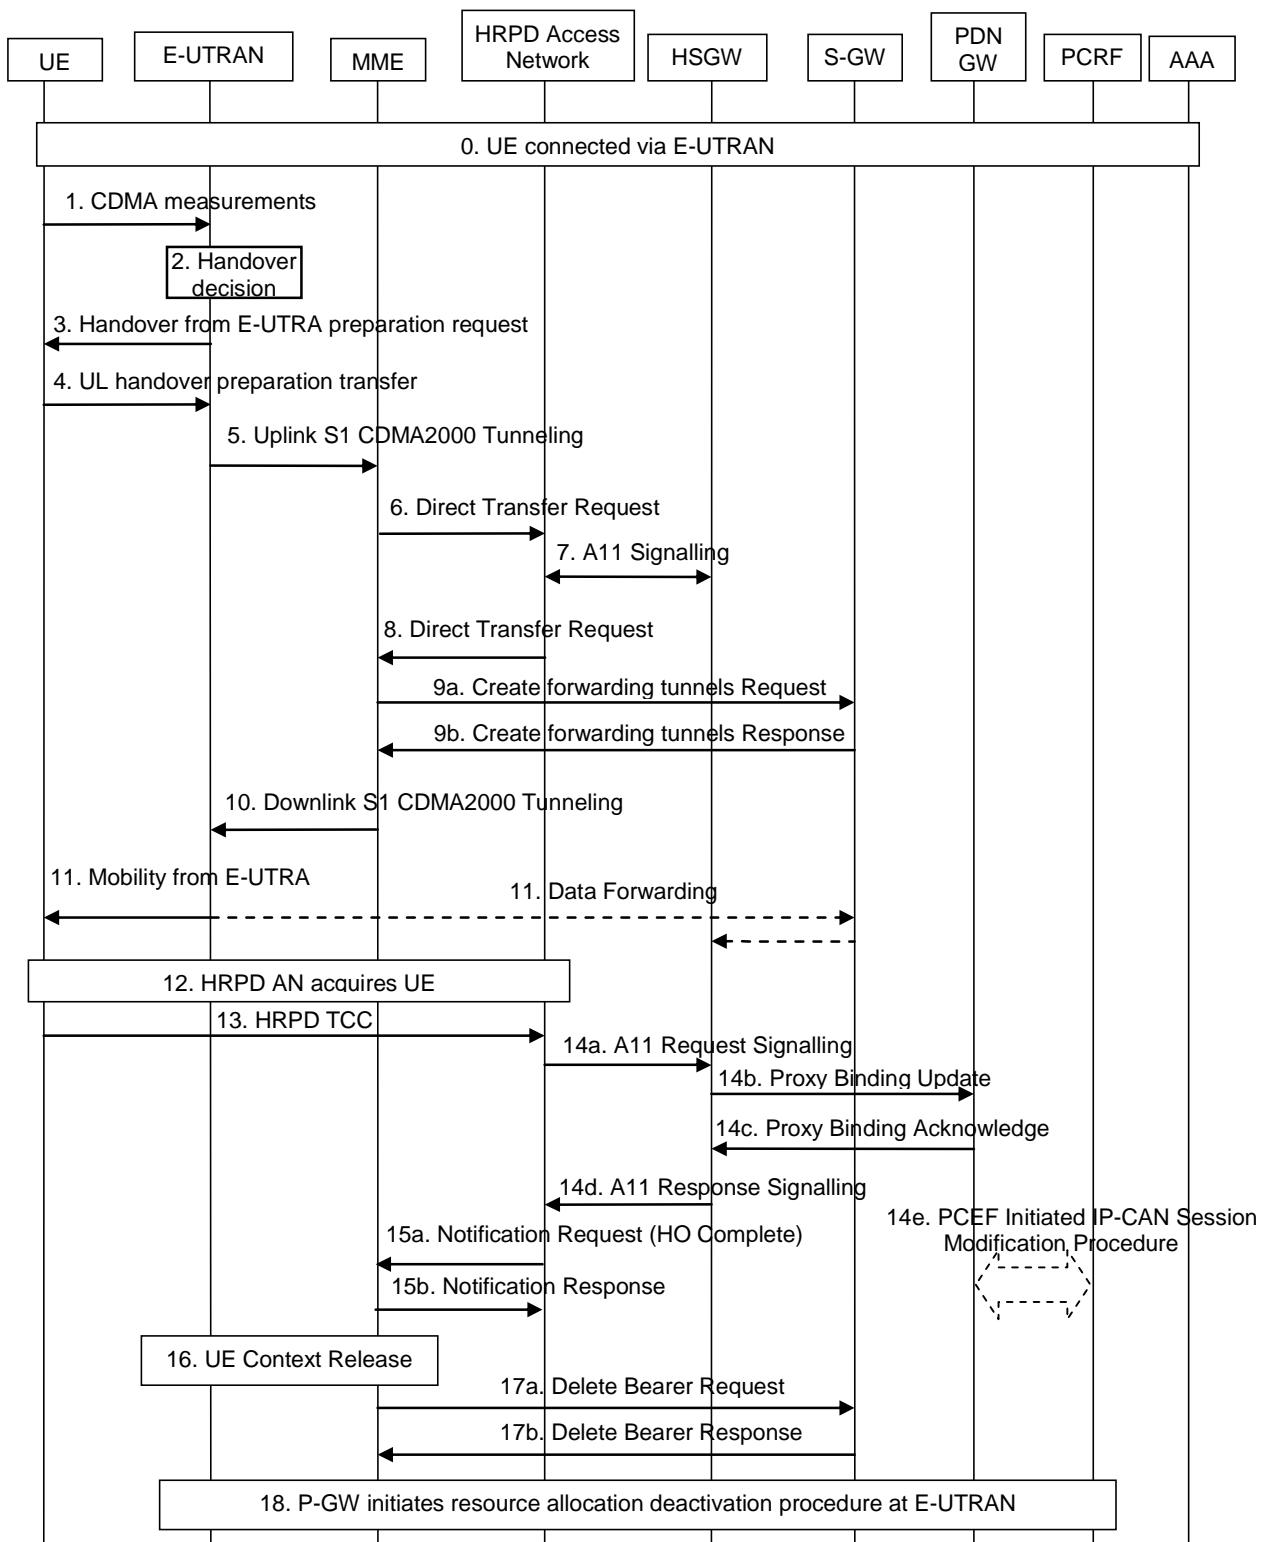 UE
E-UTRAN
MME
HRPD Access
Network
HSGW
S-GW
PDN
GW
PCRF
AAA
0. UE connected via E-UTRAN
1. CDMA measurements
2. Handover
decision
3. Handover from E-UTRA preparation request
4. UL handover preparation transfer
5. Uplink S1 CDMA2000 Tunneling
6. Direct Transfer Request
7. A11 Signalling
8. Direct Transfer Request
9a. Create forwarding tunnels Request
9b. Create forwarding tunnels Response
10. Downlink S1 CDMA2000 Tunneling
11. Mobility from E-UTRA
11. Data Forwarding
12. HRPD AN acquires UE
13. HRPD TCC
14a. A11 Request Signalling
14b. Proxy Binding Update
14c. Proxy Binding Acknowledge
14d. A11 Response Signalling
14e. PCEF Initiated IP-CAN Session
Modification Procedure
15a. Notification Request (HO Complete)
15b. Notification Response
16. UE Context Release
17a. Delete Bearer Request
17b. Delete Bearer Response
18. P-GW initiates resource allocation deactivation procedure at E-UTRAN